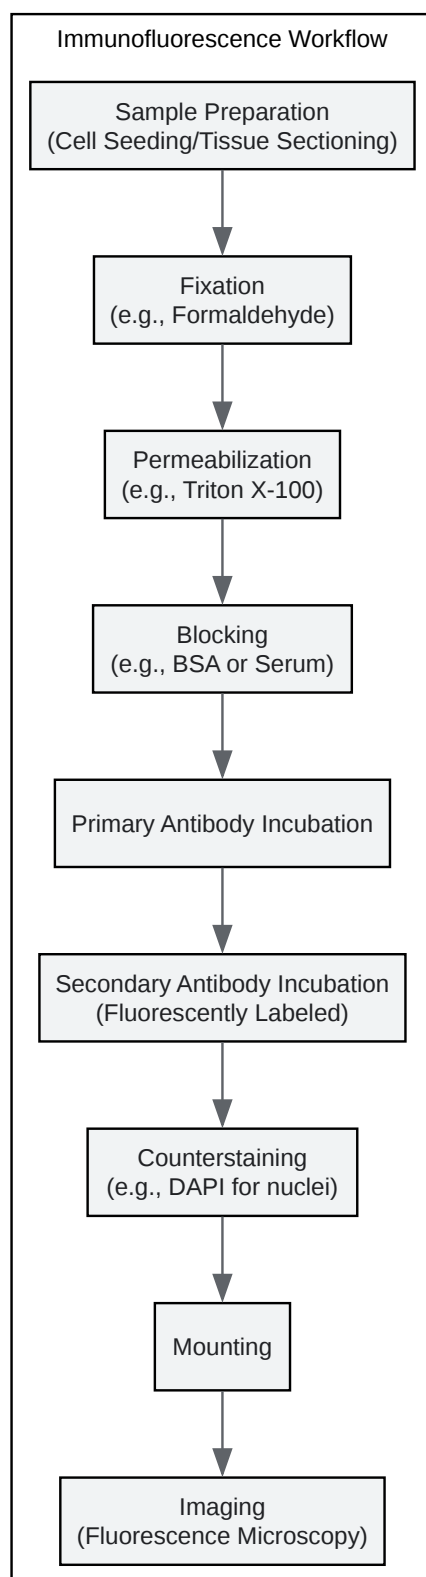 Immunofluorescence Workflow
Sample Preparation
(Cell Seeding/Tissue Sectioning)
Fixation
(e.g., Formaldehyde)
Permeabilization
(e.g., Triton X-100)
Blocking
(e.g., BSA or Serum)
Primary Antibody Incubation
Secondary Antibody Incubation
(Fluorescently Labeled)
Counterstaining
(e.g., DAPI for nuclei)
Mounting
Imaging
(Fluorescence Microscopy)